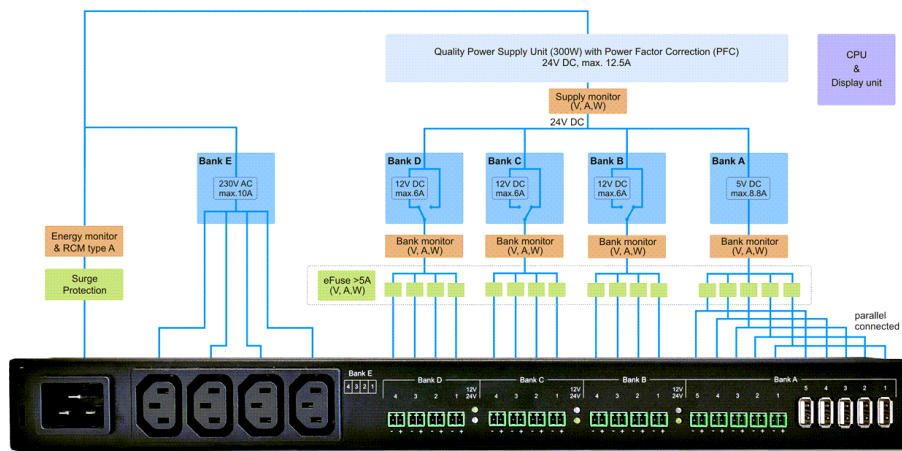 Quality Power Supply Unit (300W) with Power Factor Correction (PFC)
24V DC, max. 12.5A
CPU
&
Display unit
Supply monitor
(V, A,W)
24V DC
Bank E
230V AC
max.10A
Bank D
12V DC
max.6A
Bank C
12V DC
max.6A
Bank B
12V DC
max.6A
Bank A
5V DC
max.8.8A
Energy monitor
& RCM type A
Surge
Protection
Bank monitor
(V, A,W)
Bank monitor
(V, A,W)
Bank monitor
(V, A,W)
Bank monitor
(V, A,W)
eFuse >5A
(V, A,W)
parallel
connected
Bank E
4 3 2 1
Bank D
4 3 2 1
12V
24V
- + - + - + - +
Bank C
4 3 2 1
12V
24V
- + - + - + - +
Bank B
4 3 2 1
12V
24V
- + - + - + - +
Bank A
5 4 3 2 1
- + - + - + - + - +
5 4 3 2 1